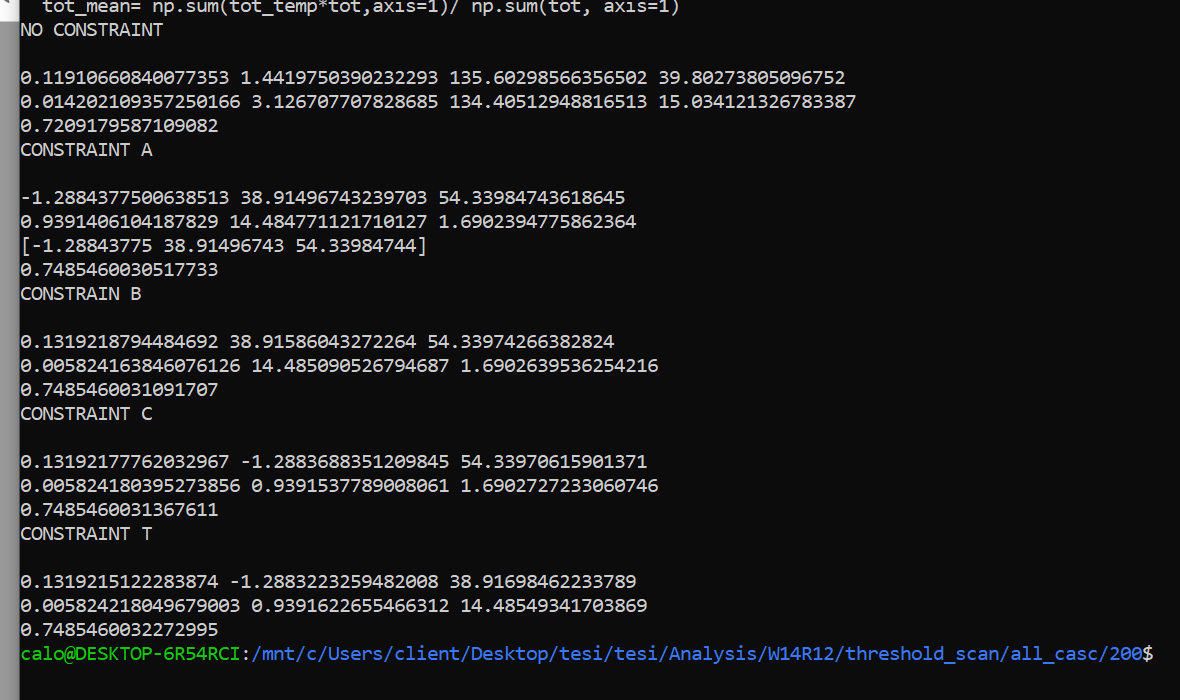 tot_mean= np.sum(tot_temp*tot,axis=1)/ np.sum(tot, axis=1)
NO CONSTRAINT
0.11910660840077353 1.4419750390232293 135.60298566356502 39.80273805096752
0.014202109357250166 3.126707707828685 134.40512948816513 15.034121326783387
0.7209179587109082
CONSTRAINT A
-1.2884377500638513 38.91496743239703 54.33984743618645
0.9391406104187829 14.484771121710127 1.6902394775862364
[-1.28843775 38.91496743 54.33984744]
0.7485460030517733
CONSTRAIN B
0.1319218794484692 38.91586043272264 54.33974266382824
0.005824163846076126 14.485090526794687 1.6902639536254216
0.7485460031091707
CONSTRAINT C
0.13192177762032967 -1.2883688351209845 54.33970615901371
0.005824180395273856 0.9391537789008061 1.6902727233060746
0.7485460031367611
CONSTRAINT T
0.1319215122283874 -1.2883223259482008 38.91698462233789
0.005824218049679003 0.9391622655466312 14.48549341703869
0.7485460032272995
calo@DESKTOP-6R54RCI:/mnt/c/Users/client/Desktop/tesi/tesi/Analysis/W14R12/threshold_scan/all_casc/200$